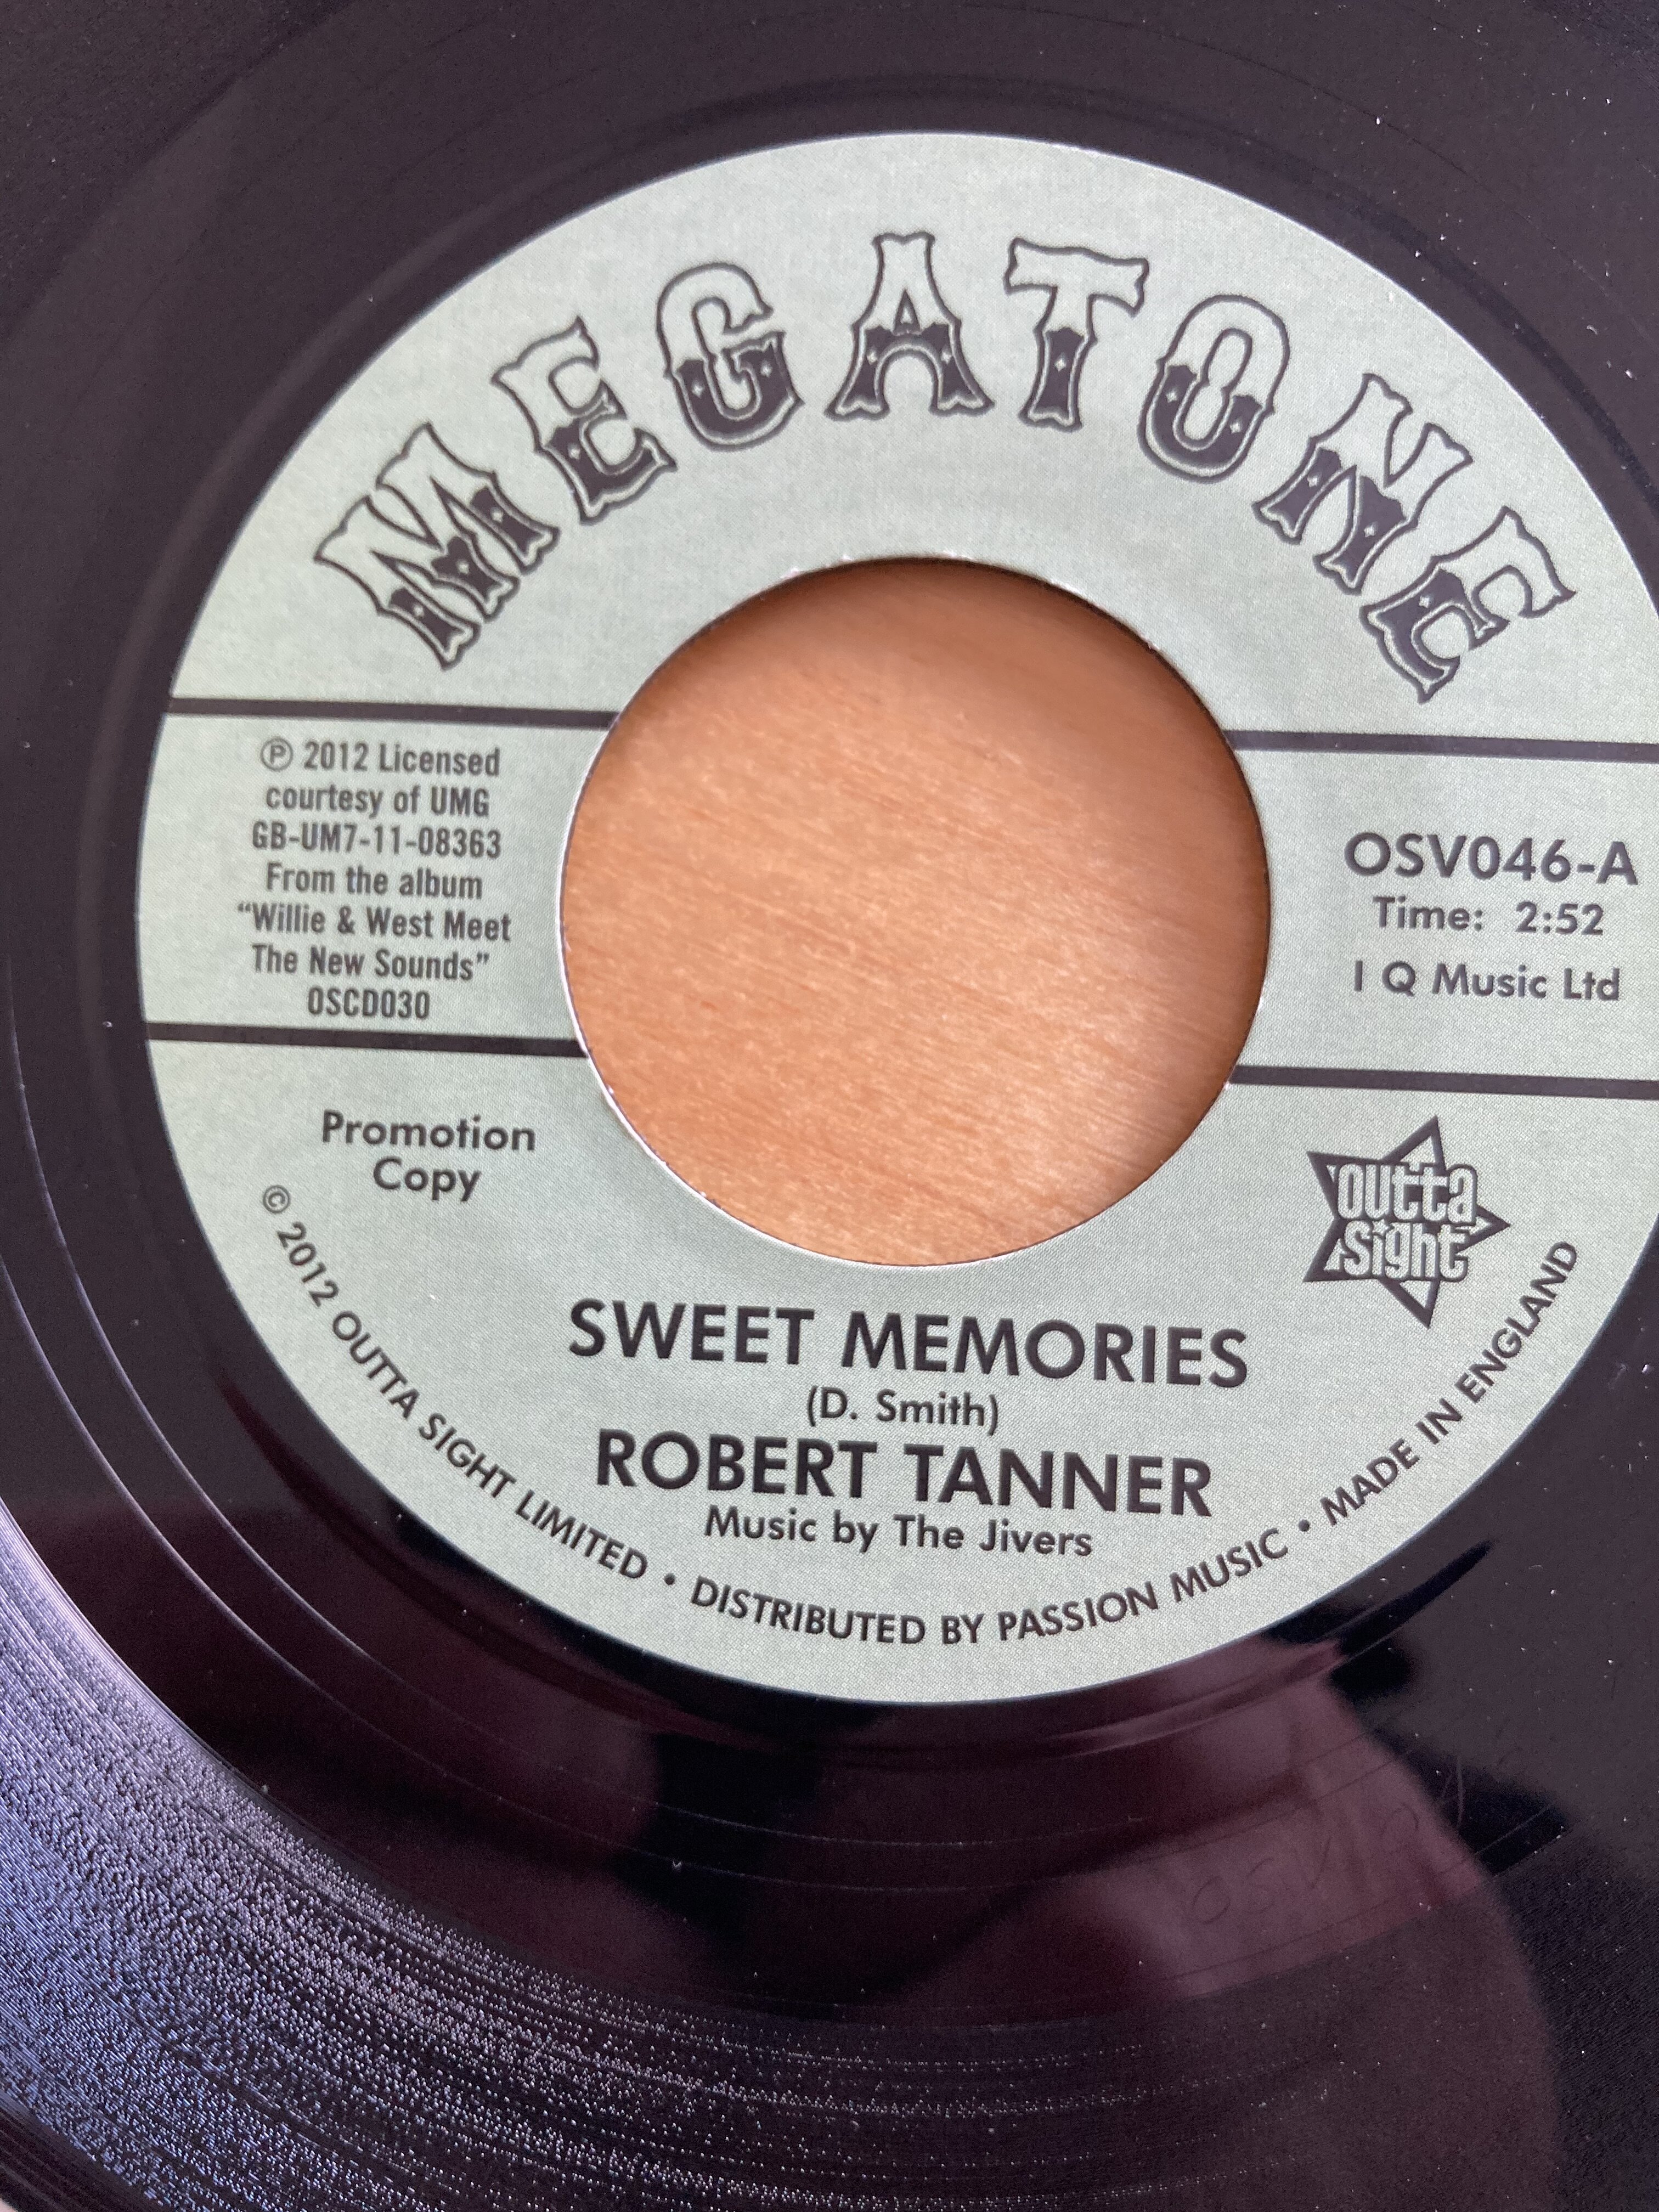 MEGATONE
℗ 2012 Licensed
courtesy of UMG
GB-UM7-11-08363
From the album
“Willie & West Meet
The New Sounds”
OSCD030
OSV046-A
Time: 2:52
I Q Music Ltd
Promotion
Copy
outta
sight
SWEET MEMORIES
(D. Smith)
ROBERT TANNER
Music by The Jivers
© 2012 OUTTA SIGHT LIMITED • DISTRIBUTED BY PASSION MUSIC • MADE IN ENGLAND